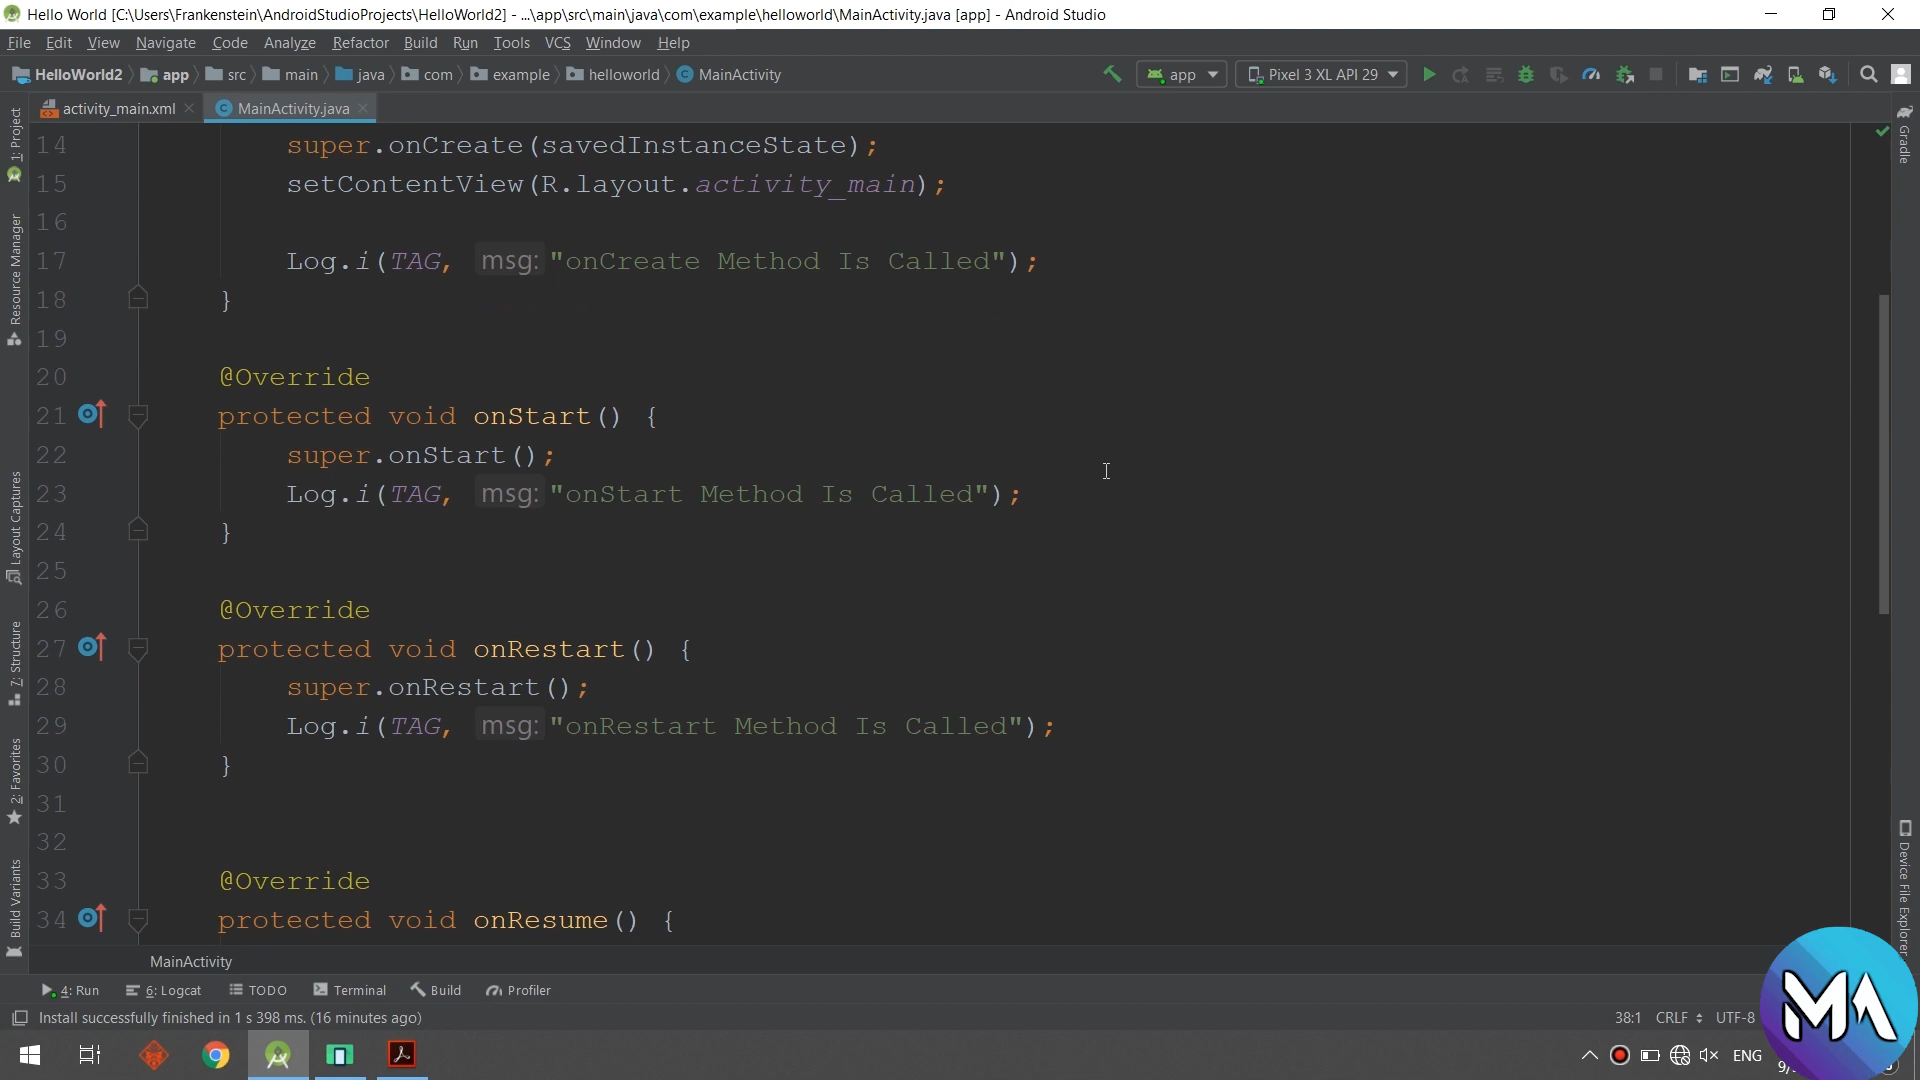 Hello World [C:\Users\Frankenstein\AndroidStudioProjects\HelloWorld2] - ...\app\src\main\java\com\example\helloworld\MainActivity.java [app] - Android Studio
File Edit View Navigate Code Analyze Refactor Build Run Tools VCS Window Help
HelloWorld2 app src main java com example helloworld MainActivity app Pixel 3 XL API 29
activity_main.xml MainActivity.java
1: Project
Resource Manager
Layout Captures
7: Structure
2: Favorites
Build Variants
Gradle
Device File Explorer
14 super.onCreate(savedInstanceState);
15 setContentView(R.layout.activity_main);
16
17 Log.i(TAG, msg: "onCreate Method Is Called");
18 }
19
20 @Override
21 protected void onStart() {
22 super.onStart();
23 Log.i(TAG, msg: "onStart Method Is Called");
24 }
25
26 @Override
27 protected void onRestart() {
28 super.onRestart();
29 Log.i(TAG, msg: "onRestart Method Is Called");
30 }
31
32
33 @Override
34 protected void onResume() {
MainActivity
4: Run 6: Logcat TODO Terminal Build Profiler
Install successfully finished in 1 s 398 ms. (16 minutes ago) 38:1 CRLF UTF-8
ENG
MA